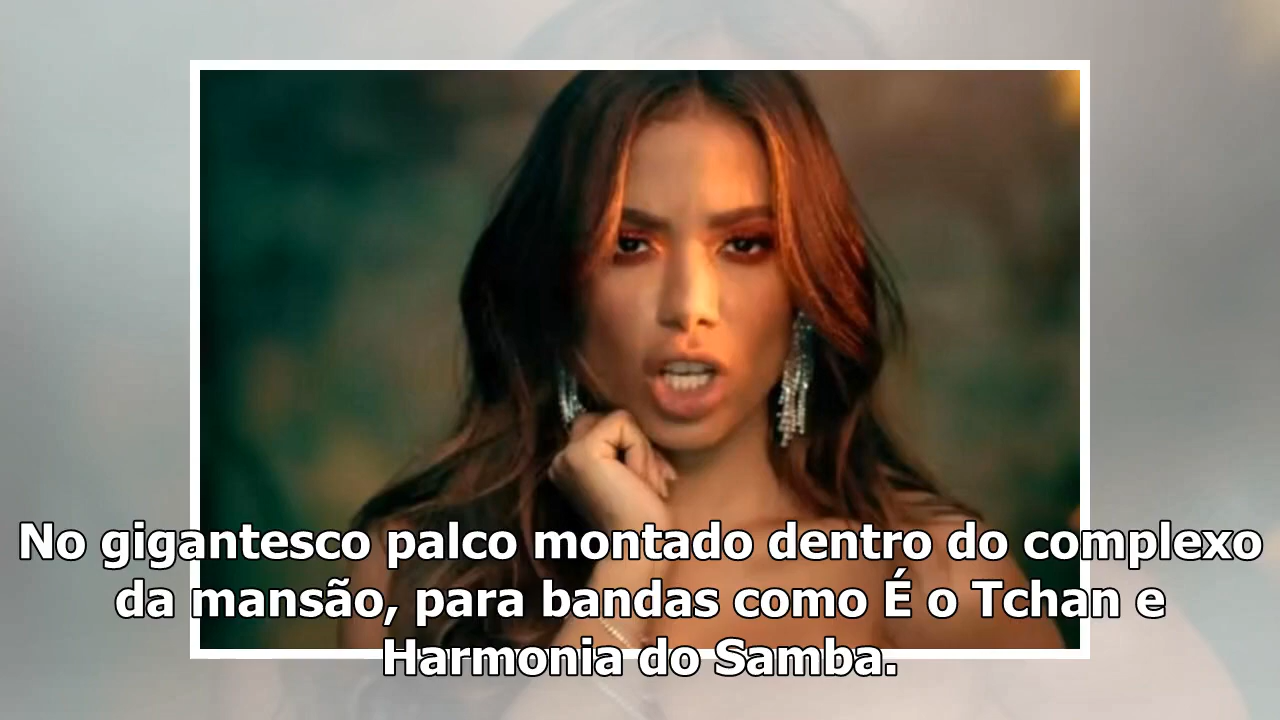 No gigantesco palco montado dentro do complexo
da mansão, para bandas como É o Tchan e
Harmonia do Samba.